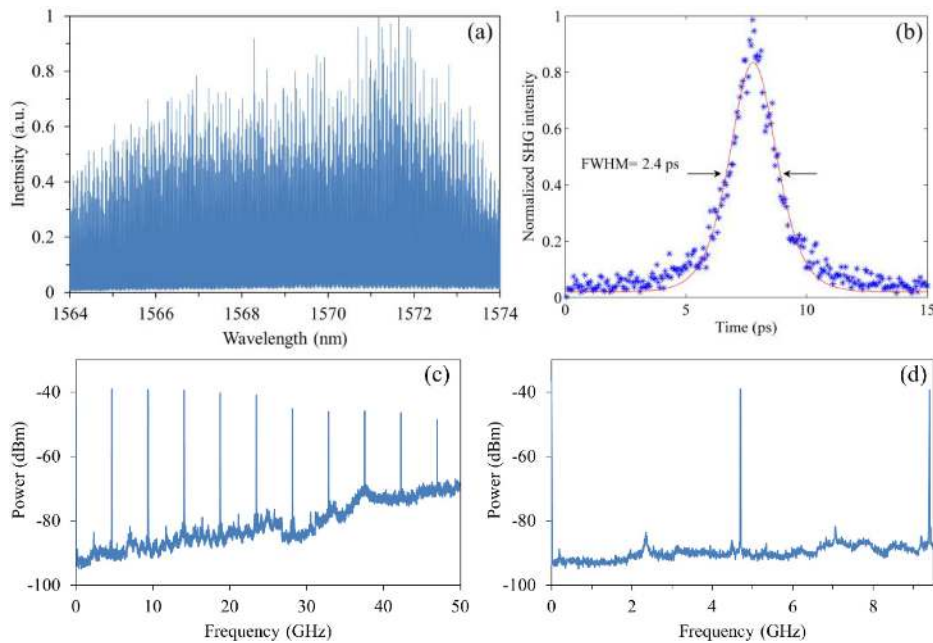 (a)
Inetnsity (a.u.)
1
0.8
0.6
0.4
0.2
0
1564 1566 1568 1570 1572 1574
Wavelength (nm)
(b)
Normalized SHG intensity
1
0.8
0.6
0.4
0.2
0
FWHM= 2.4 ps
0 5 10 15
Time (ps)
(c)
Power (dBm)
-40
-60
-80
-100
0 10 20 30 40 50
Frequency (GHz)
(d)
Power (dBm)
-40
-60
-80
-100
0 2 4 6 8
Frequency (GHz)